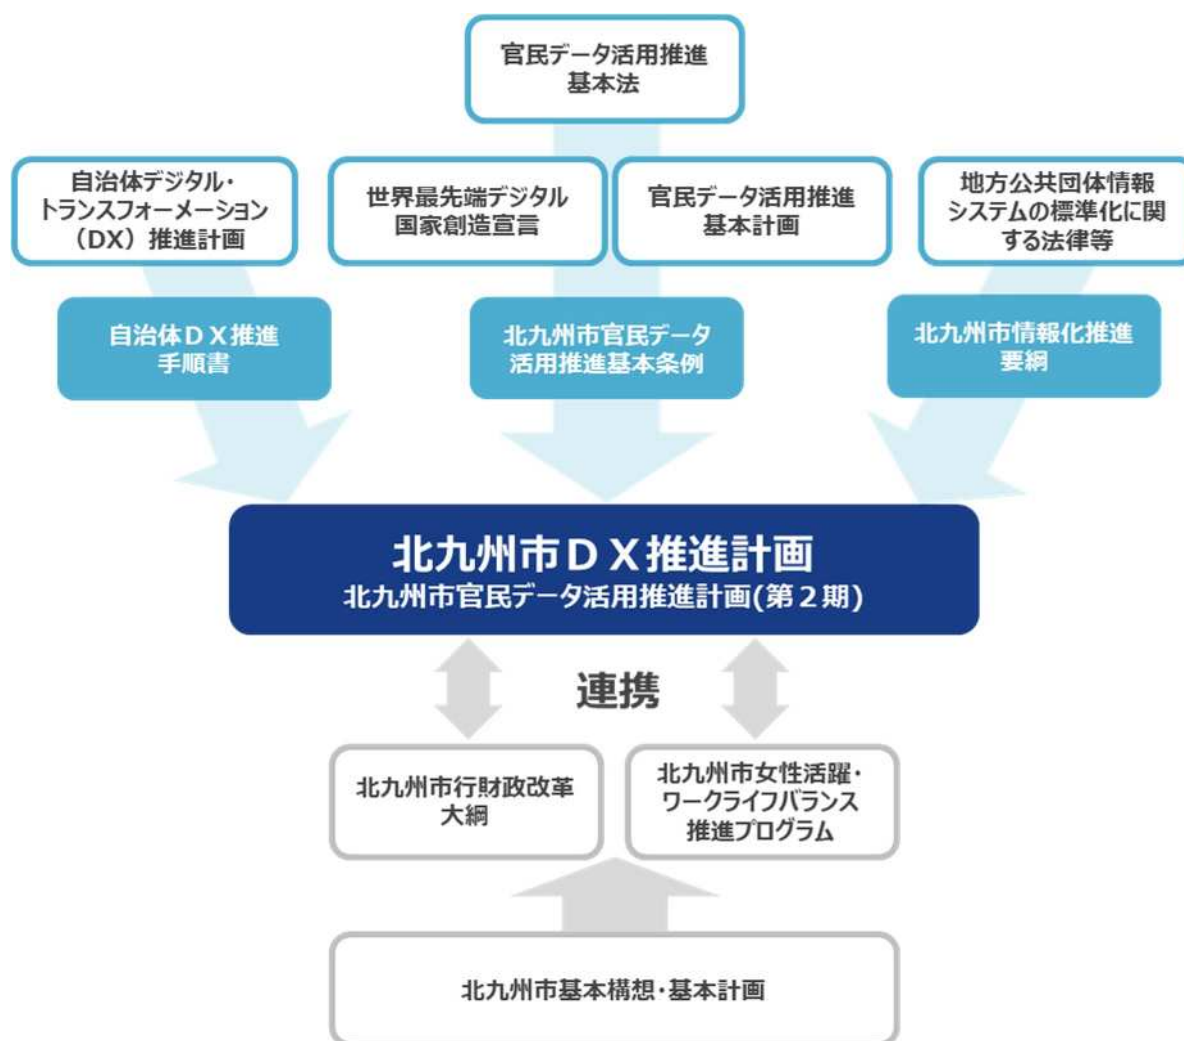 官民データ活用推進
基本法
自治体デジタル・
トランスフォーメーション
（DX）推進計画
世界最先端デジタル
国家創造宣言
官民データ活用推進
基本計画
地方公共団体情報
システムの標準化に関
する法律等
自治体ＤＸ推進
手順書
北九州市官民データ
活用推進基本条例
北九州市情報化推進
要綱
北九州市ＤＸ推進計画
北九州市官民データ活用推進計画(第２期)
連携
北九州市行財政改革
大綱
北九州市女性活躍・
ワークライフバランス
推進プログラム
北九州市基本構想・基本計画